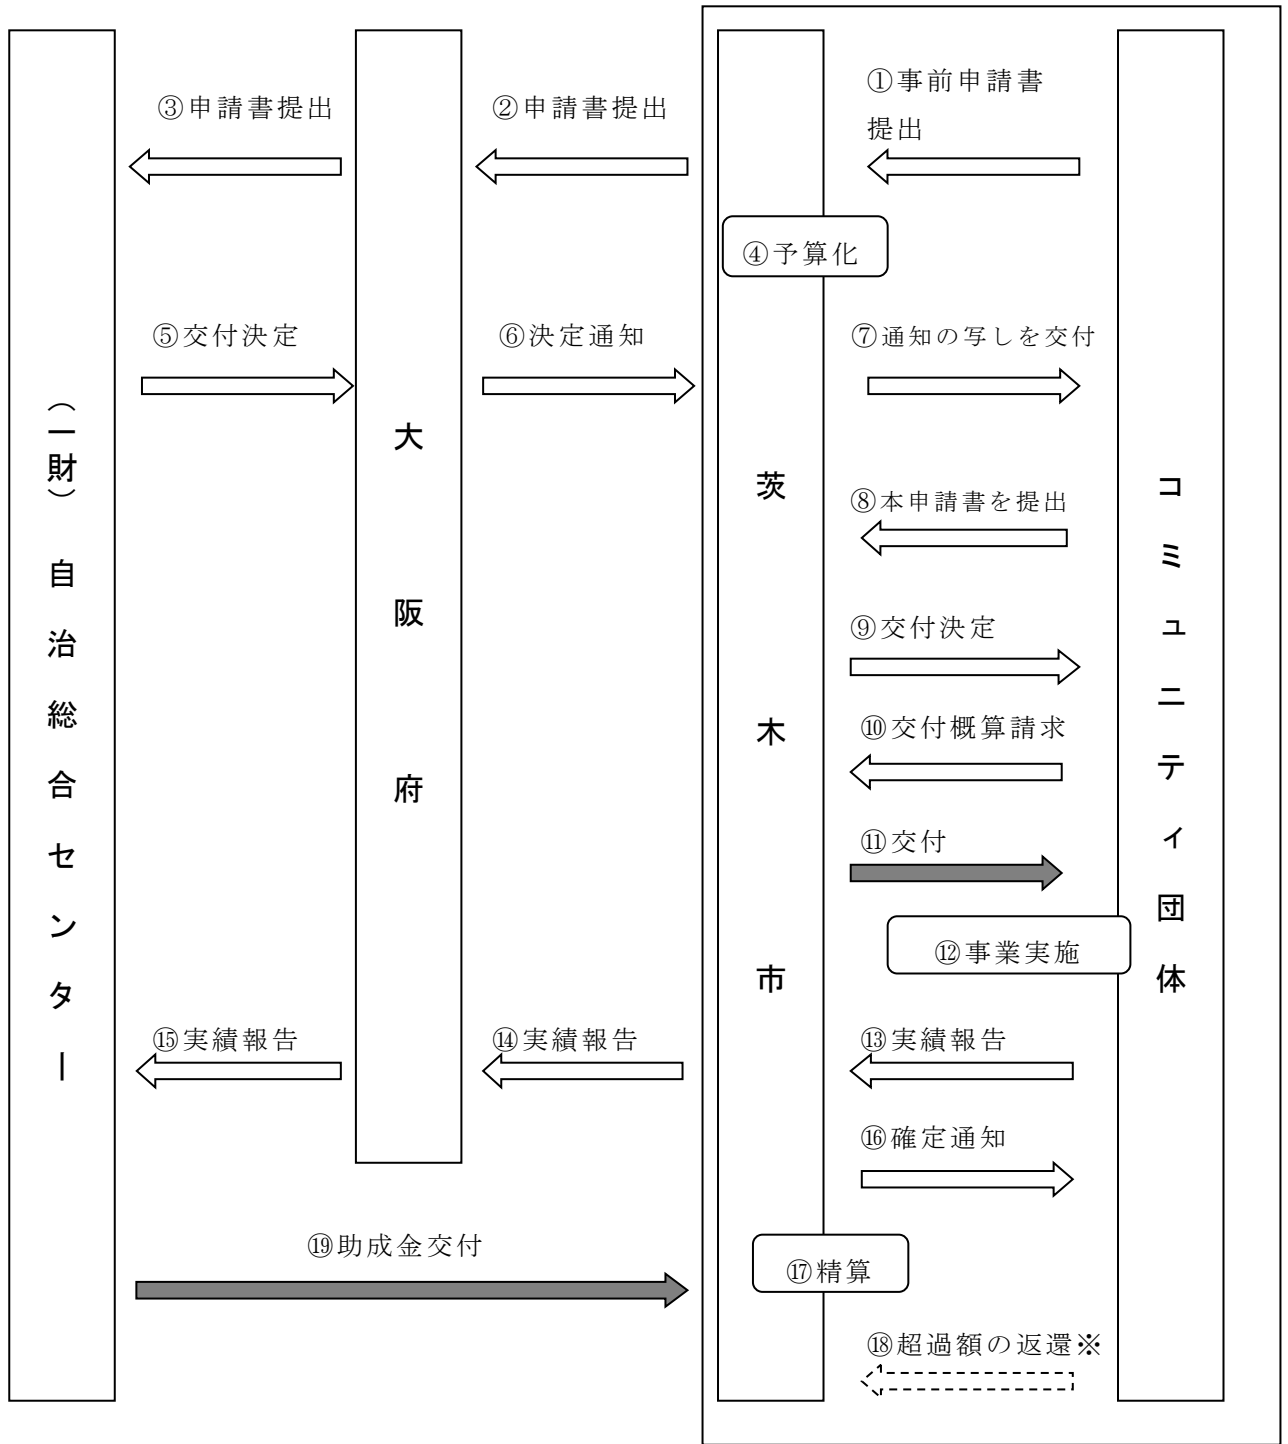 ①事前申請書
提出
③申請書提出
②申請書提出
④予算化
⑤交付決定
⑥決定通知
⑦通知の写しを交付
(一財)自治総合センター
大阪府
茨木市
コミュニティ団体
⑧本申請書を提出
⑨交付決定
⑩交付概算請求
⑪交付
⑫事業実施
⑮実績報告
⑭実績報告
⑬実績報告
⑯確定通知
⑲助成金交付
⑰精算
⑱超過額の返還※